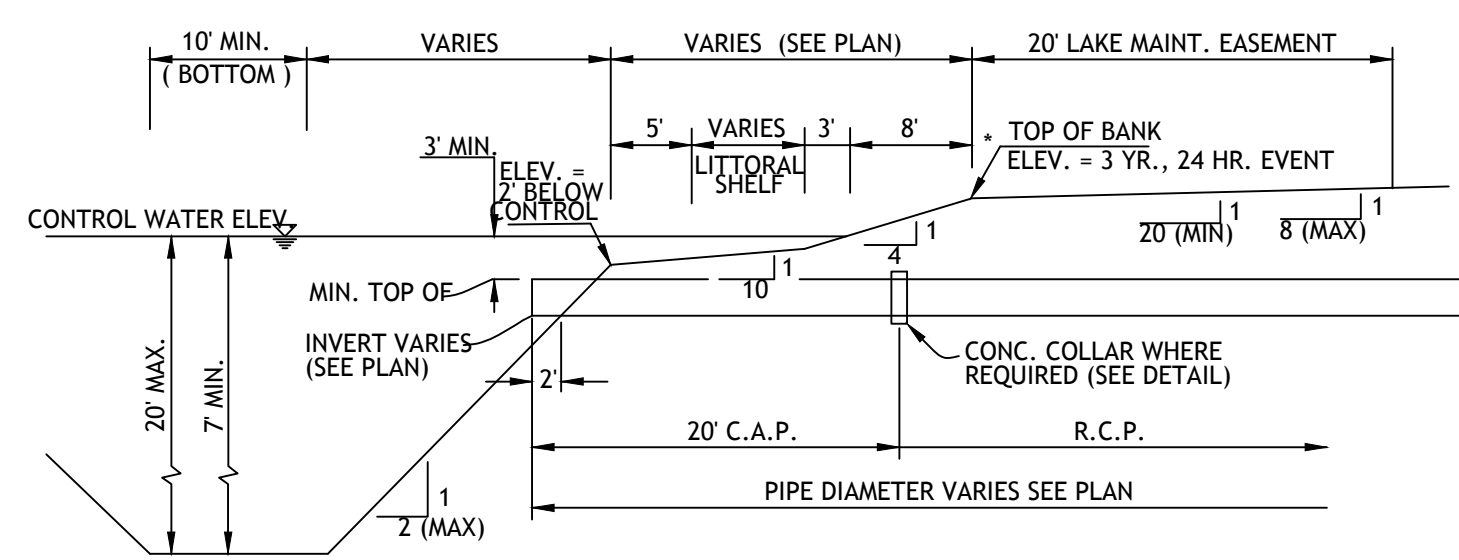 10' MIN.
( BOTTOM )
VARIES
VARIES (SEE PLAN)
20' LAKE MAINT. EASEMENT
5'
VARIES
3'
8'
LITTORAL
SHELF
3' MIN.
ELEV. =
2' BELOW
CONTROL
* TOP OF BANK
ELEV. = 3 YR., 24 HR. EVENT
CONTROL WATER ELEV.
1
20 (MIN)
1
8 (MAX)
1
4
1
10
MIN. TOP OF
INVERT VARIES
(SEE PLAN)
2'
CONC. COLLAR WHERE
REQUIRED (SEE DETAIL)
20' MAX.
7' MIN.
20' C.A.P.
R.C.P.
1
2 (MAX)
PIPE DIAMETER VARIES SEE PLAN